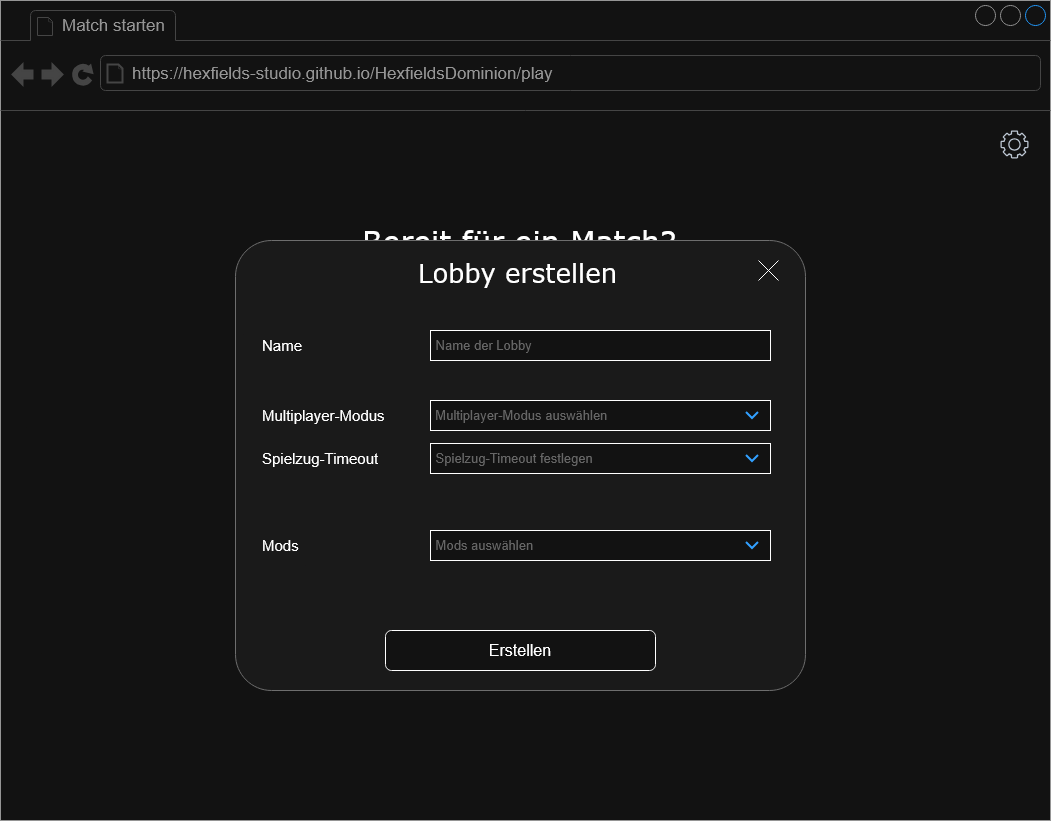 Match starten
https://hexfields-studio.github.io/HexfieldsDominion/play
Bereit für ein Match?
Lobby erstellen
Name
Name der Lobby
Multiplayer-Modus
Multiplayer-Modus auswählen
Spielzug-Timeout
Spielzug-Timeout festlegen
Mods
Mods auswählen
Erstellen